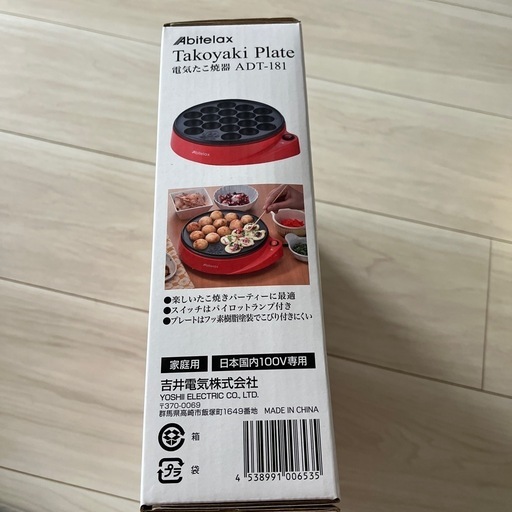 Abitelax
Takoyaki Plate
電気たこ焼器 ADT-181
Abitelax
●楽しいたこ焼きパーティーに最適
●スイッチはパイロットランプ付き
●プレートはフッ素樹脂塗装でこびり付きにくい
家庭用 日本国内100V専用
吉井電気株式会社
YOSHII ELECTRIC CO., LTD.
〒370-0069
群馬県高崎市飯塚町1649番地 MADE IN CHINA
箱
プラ 袋
4 538991 006535